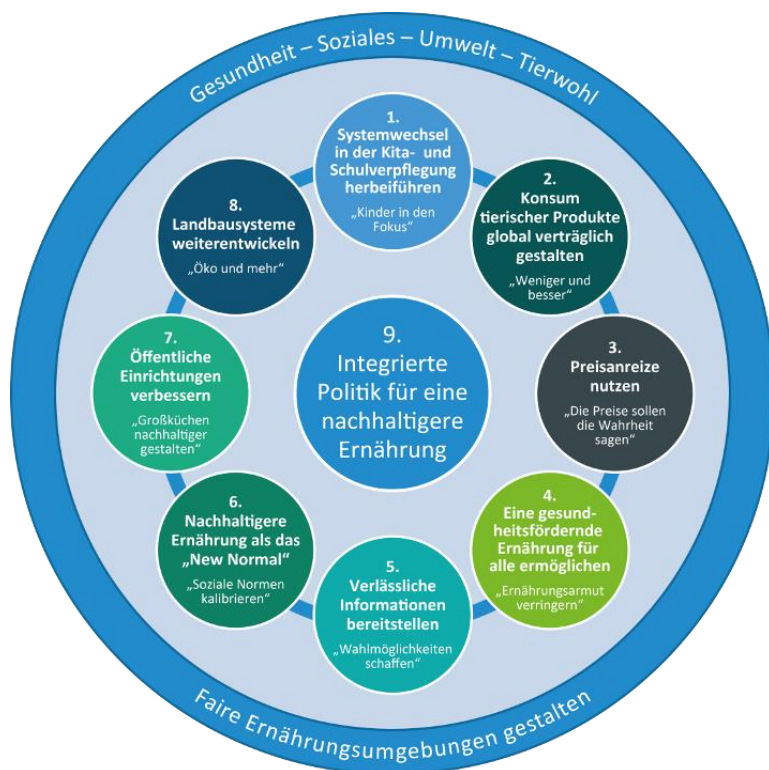 Gesundheit – Soziales – Umwelt – Tierwohl
1.
Systemwechsel
in der Kita- und
Schulverpflegung
herbeiführen
„Kinder in den
Fokus“
2.
Konsum
tierischer Produkte
global verträglich
gestalten
„Weniger und
besser“
3.
Preisanreize
nutzen
„Die Preise sollen
die Wahrheit
sagen“
4.
Eine gesund-
heitsfördernde
Ernährung für
alle ermöglichen
„Ernährungsarmut
verringern“
5.
Verlässliche
Informationen
bereitstellen
„Wahlmöglichkeiten
schaffen“
6.
Nachhaltigere
Ernährung als das
„New Normal“
„Soziale Normen
kalibrieren“
7.
Öffentliche
Einrichtungen
verbessern
„Großküchen
nachhaltiger
gestalten“
8.
Landbausysteme
weiterentwickeln
„Öko und mehr“
9.
Integrierte
Politik für eine
nachhaltigere
Ernährung
Faire Ernährungsumgebungen gestalten